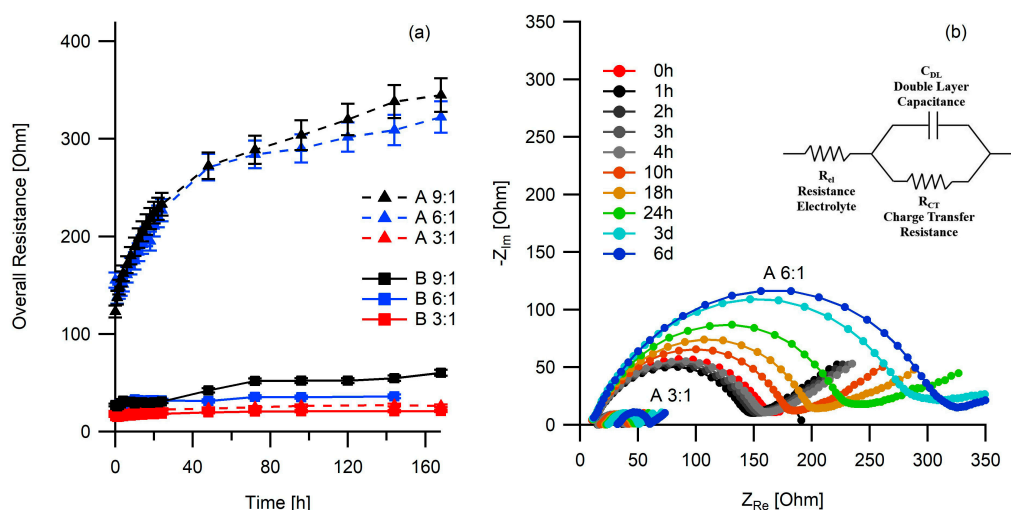 (a)
400
300
200
100
0
Overall Resistance [Ohm]
0
40
80
120
160
Time [h]
A 9:1
A 6:1
A 3:1
B 9:1
B 6:1
B 3:1
(b)
350
300
250
200
150
100
50
0
-Z_Im [Ohm]
0
50
100
150
200
250
300
350
Z_Re [Ohm]
0h
1h
2h
3h
4h
10h
18h
24h
3d
6d
A 6:1
A 3:1
C_DL
Double Layer
Capacitance
R_el
Resistance
Electrolyte
R_CT
Charge Transfer
Resistance